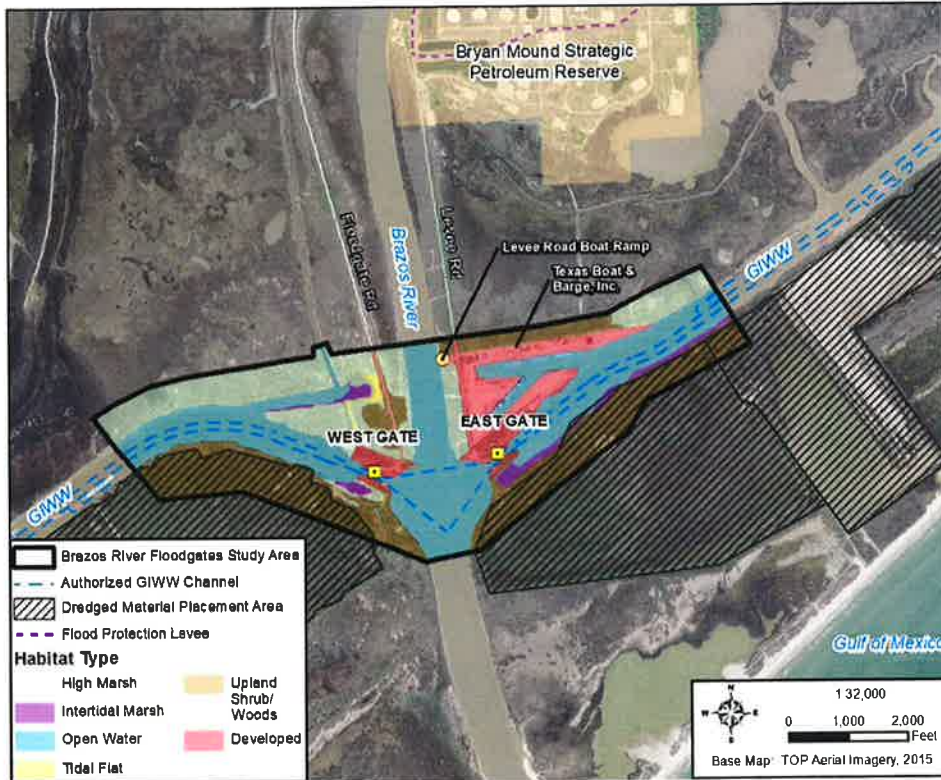 Bryan Mound Strategic
Petroleum Reserve
Floodgate Rd
Brazos River
Levee Rd
Levee Road Boat Ramp
Texas Boat &
Barge, Inc.
GIWW
WEST GATE
EAST GATE
GIWW
Gulf of Mexico
Brazos River Floodgates Study Area
Authorized GIWW Channel
Dredged Material Placement Area
Flood Protection Levee
Habitat Type
High Marsh
Intertidal Marsh
Open Water
Tidal Flat
Upland
Shrub/
Woods
Developed
N
W
E
S
1:32,000
0 1,000 2,000
Feet
Base Map: TOP Aerial Imagery, 2015